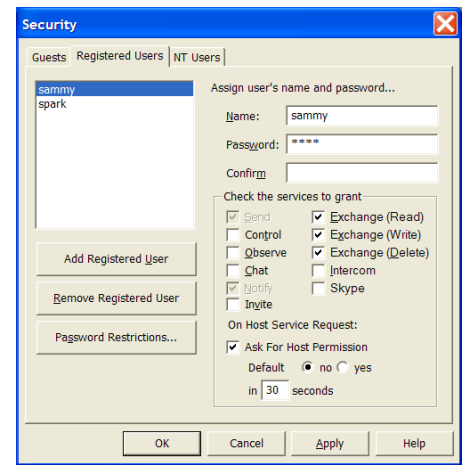 Security
Guests Registered Users NT Users
sammy
spark
Assign user's name and password...
Name: sammy
Password: ****
Confirm
Check the services to grant
Send Exchange (Read)
Control Exchange (Write)
Observe Exchange (Delete)
Chat Intercom
Notify Skype
Invite
Add Registered User
Remove Registered User
Password Restrictions...
On Host Service Request:
Ask For Host Permission
Default no yes
in 30 seconds
OK Cancel Apply Help